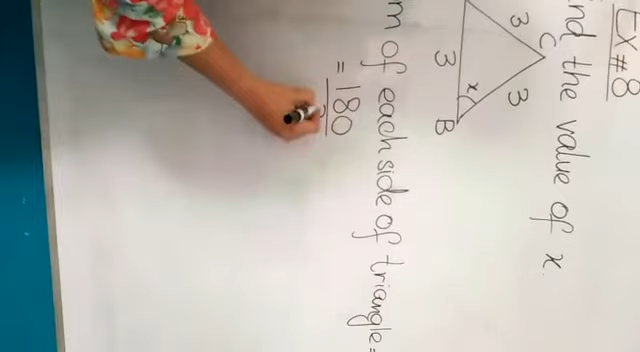 Ex#8
nd the value of x.
C
3 3
x
3
B
m of each side of triangle=
= 180